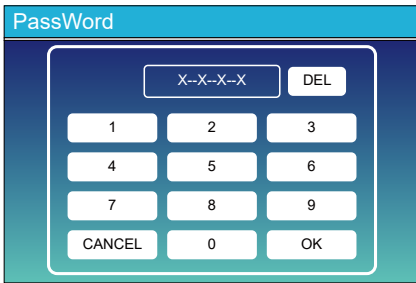 PassWord
X--X--X--X DEL
1 2 3
4 5 6
7 8 9
CANCEL 0 OK